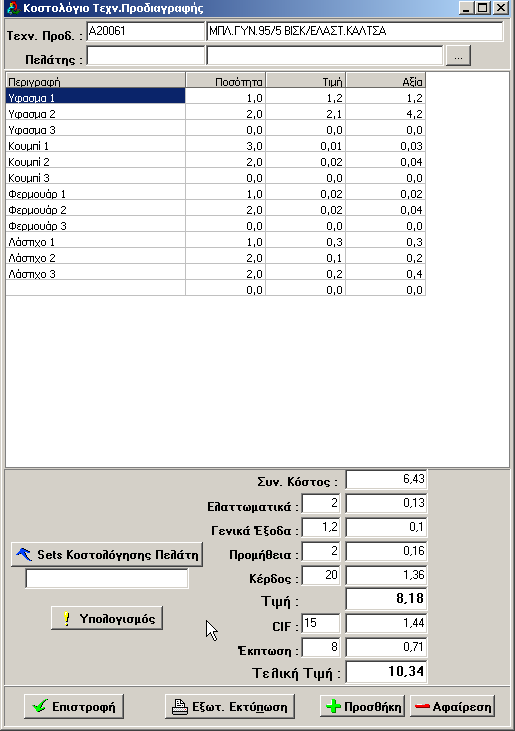 Κοστολόγιο Τεχν.Προδιαγραφής
Τεχν. Προδ. : A20061 ΜΠΛ.ΓΥΝ.95/5 ΒΙΣΚ/ΕΛΑΣΤ.ΚΑΛΤΣΑ
Πελάτης : ...
Περιγραφή Ποσότητα Τιμή Αξία
Υφασμα 1 1,0 1,2 1,2
Υφασμα 2 2,0 2,1 4,2
Υφασμα 3 0,0 0,0 0,0
Κουμπί 1 3,0 0,01 0,03
Κουμπί 2 2,0 0,02 0,04
Κουμπί 3 0,0 0,0 0,0
Φερμουάρ 1 1,0 0,02 0,02
Φερμουάρ 2 2,0 0,02 0,04
Φερμουάρ 3 0,0 0,0 0,0
Λάστιχο 1 1,0 0,3 0,3
Λάστιχο 2 2,0 0,1 0,2
Λάστιχο 3 2,0 0,2 0,4
0,0 0,0 0,0
Συν. Κόστος : 6,43
Ελαττωματικά : 2 0,13
Γενικά Έξοδα : 1,2 0,1
Sets Κοστολόγησης Πελάτη
Προμήθεια : 2 0,16
Κέρδος : 20 1,36
Τιμή : 8,18
Υπολογισμός
CIF : 15 1,44
Έκπτωση : 8 0,71
Τελική Τιμή : 10,34
Επιστροφή Εξωτ. Εκτύπωση Προσθήκη Αφαίρεση